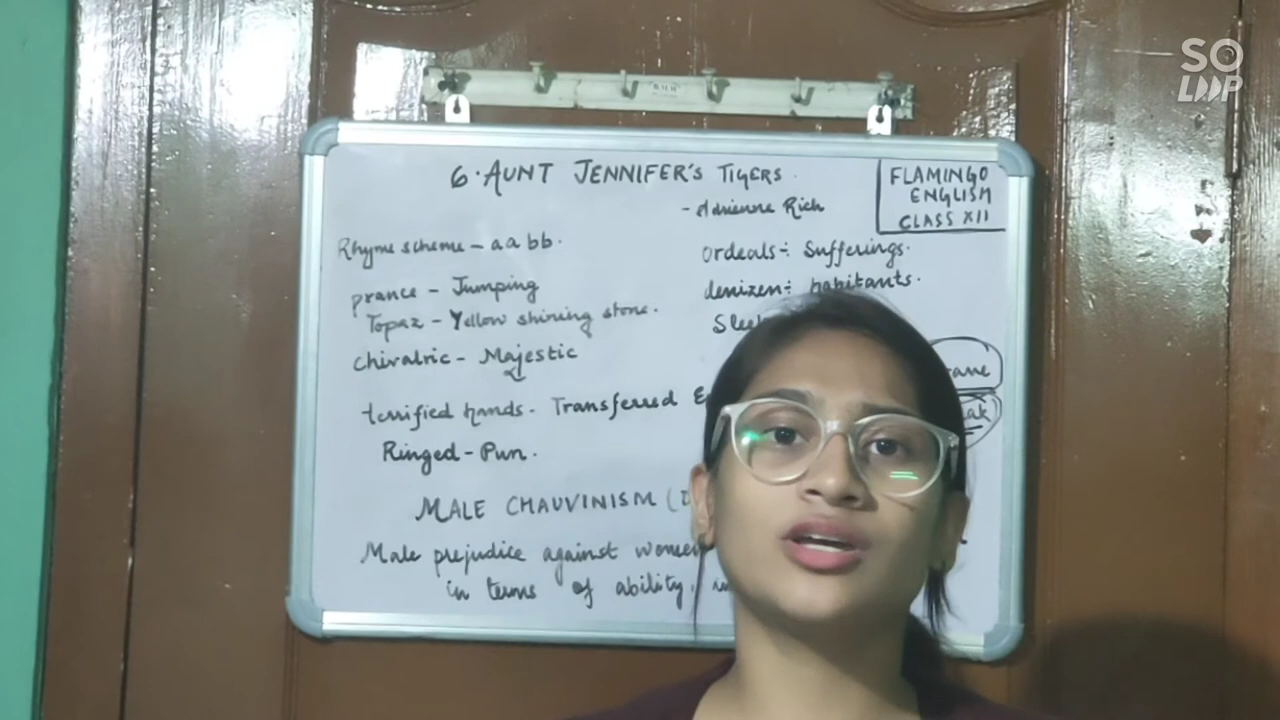 SO
LOOP
6. AUNT JENNIFER'S TIGERS.
- Adrienne Rich
FLAMINGO
ENGLISH
CLASS XII
Rhyme scheme - aabb.
prance - Jumping
Topaz - Yellow shining stone.
chivalric - Majestic
terrified hands - Transferred
Ringed - Pun.
MALE CHAUVINISM (
Male prejudice against women
in terms of ability.
ordeals: Sufferings.
denizen: habitants.